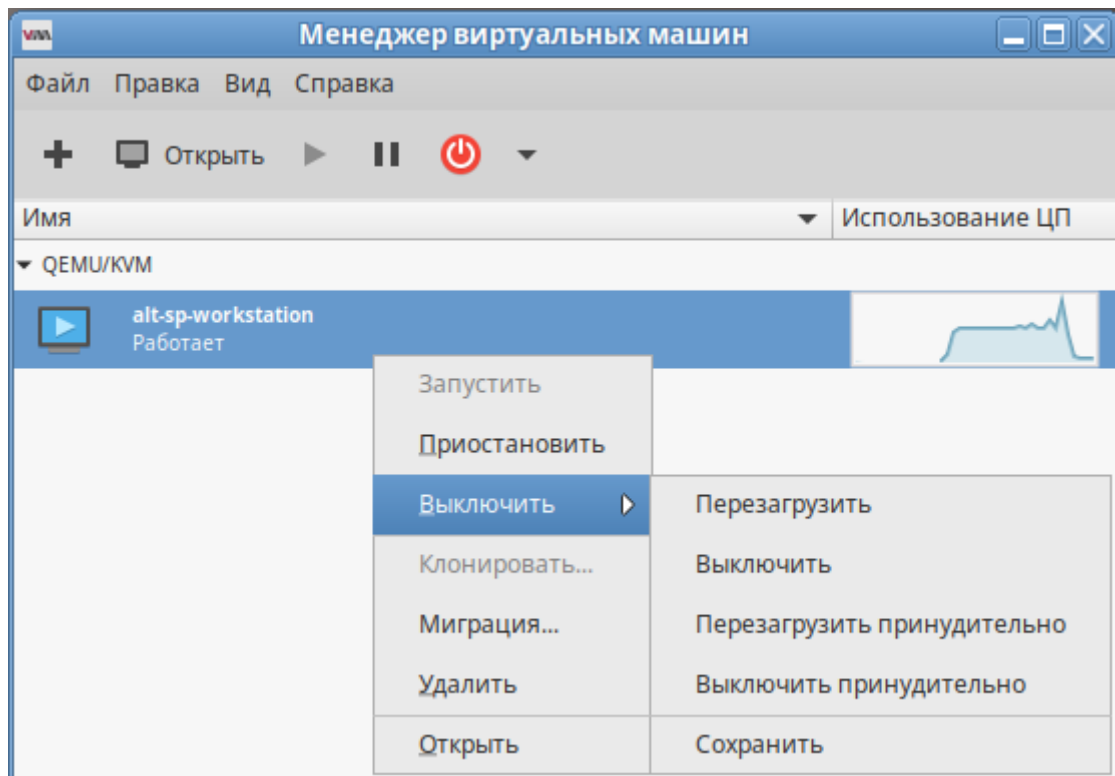 Менеджер виртуальных машин
Файл Правка Вид Справка
Открыть
Имя Использование ЦП
QEMU/KVM
alt-sp-workstation
Работает
Запустить
Приостановить
Выключить
Клонировать...
Миграция...
Удалить
Открыть
Перезагрузить
Выключить
Перезагрузить принудительно
Выключить принудительно
Сохранить